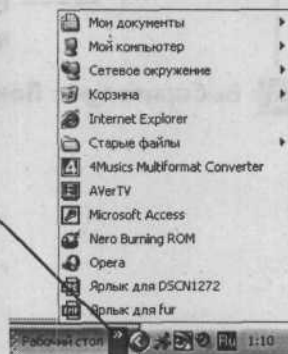 Мои документы
Мой компьютер
Сетевое окружение
Корзина
Internet Explorer
Старые файлы
4Musics Multiformat Converter
AVerTV
Microsoft Access
Nero Burning ROM
Opera
Ярлык для DSCN1272
Ярлык для fur
Рабочий стол » RU 1:10